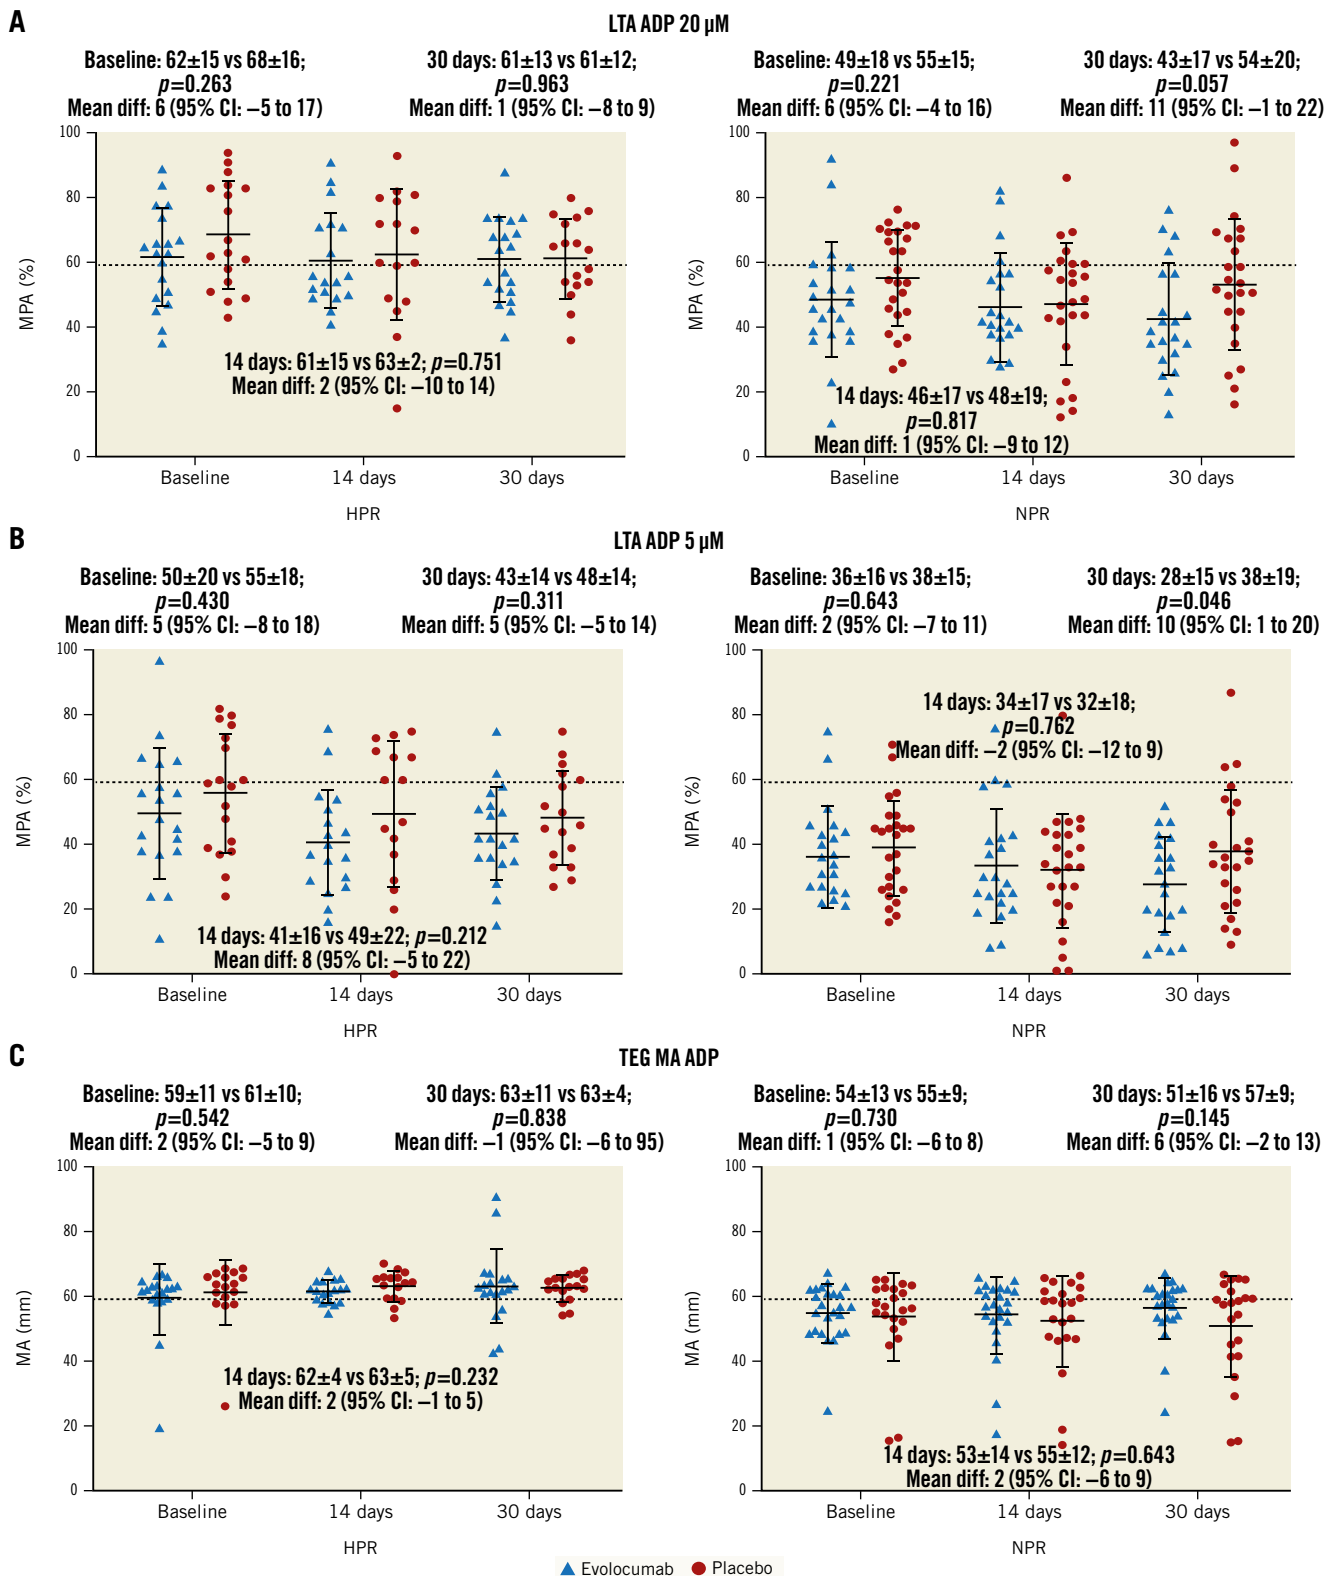 A
LTA ADP 20 µM
Baseline: 62±15 vs 68±16;
p=0.263
Mean diff: 6 (95% CI: –5 to 17)
30 days: 61±13 vs 61±12;
p=0.963
Mean diff: 1 (95% CI: –8 to 9)
Baseline: 49±18 vs 55±15;
p=0.221
Mean diff: 6 (95% CI: –4 to 16)
30 days: 43±17 vs 54±20;
p=0.057
Mean diff: 11 (95% CI: –1 to 22)
100
80
60
40
20
0
MPA (%)
14 days: 61±15 vs 63±2; p=0.751
Mean diff: 2 (95% CI: –10 to 14)
Baseline
14 days
30 days
HPR
100
80
60
40
20
0
MPA (%)
14 days: 46±17 vs 48±19;
p=0.817
Mean diff: 1 (95% CI: –9 to 12)
Baseline
14 days
30 days
NPR
B
LTA ADP 5 µM
Baseline: 50±20 vs 55±18;
p=0.430
Mean diff: 5 (95% CI: –8 to 18)
30 days: 43±14 vs 48±14;
p=0.311
Mean diff: 5 (95% CI: –5 to 14)
Baseline: 36±16 vs 38±15;
p=0.643
Mean diff: 2 (95% CI: –7 to 11)
30 days: 28±15 vs 38±19;
p=0.046
Mean diff: 10 (95% CI: 1 to 20)
100
80
60
40
20
0
MPA (%)
14 days: 41±16 vs 49±22; p=0.212
Mean diff: 8 (95% CI: –5 to 22)
Baseline
14 days
30 days
HPR
100
80
60
40
20
0
MPA (%)
14 days: 34±17 vs 32±18;
p=0.762
Mean diff: –2 (95% CI: –12 to 9)
Baseline
14 days
30 days
NPR
C
TEG MA ADP
Baseline: 59±11 vs 61±10;
p=0.542
Mean diff: 2 (95% CI: –5 to 9)
30 days: 63±11 vs 63±4;
p=0.838
Mean diff: –1 (95% CI: –6 to 95)
Baseline: 54±13 vs 55±9;
p=0.730
Mean diff: 1 (95% CI: –6 to 8)
30 days: 51±16 vs 57±9;
p=0.145
Mean diff: 6 (95% CI: –2 to 13)
100
80
60
40
20
0
MA (mm)
14 days: 62±4 vs 63±5; p=0.232
Mean diff: 2 (95% CI: –1 to 5)
Baseline
14 days
30 days
HPR
100
80
60
40
20
0
MA (mm)
14 days: 53±14 vs 55±12; p=0.643
Mean diff: 2 (95% CI: –6 to 9)
Baseline
14 days
30 days
NPR
Evolocumab
Placebo